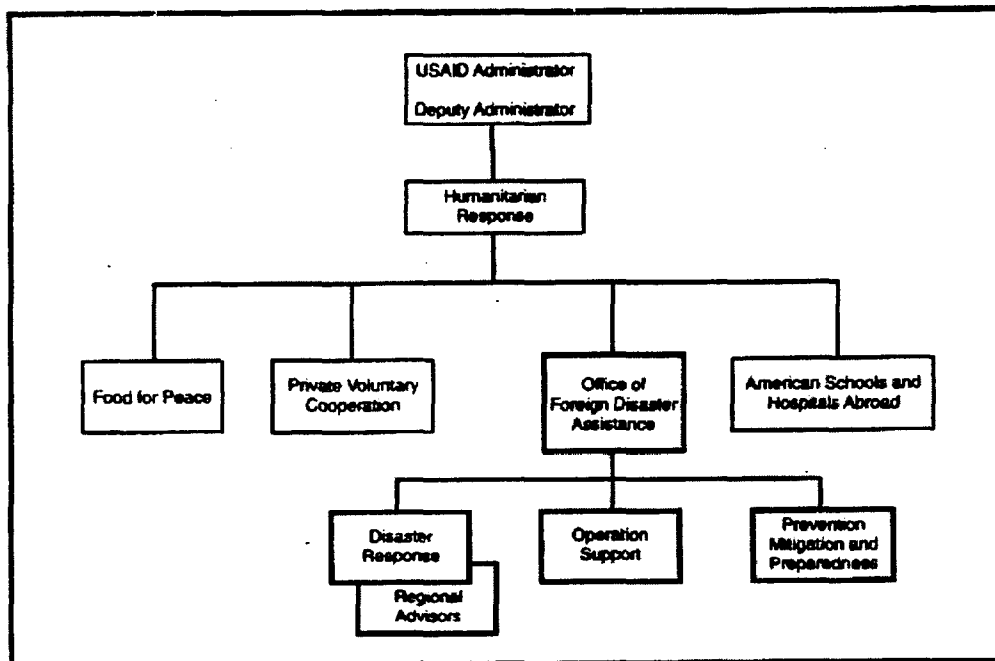 USAID Administrator
Deputy Administrator
Humanitarian
Response
Food for Peace
Private Voluntary
Cooperation
Office of
Foreign Disaster
Assistance
American Schools and
Hospitals Abroad
Disaster
Response
Regional
Advisors
Operation
Support
Prevention
Mitigation and
Preparedness